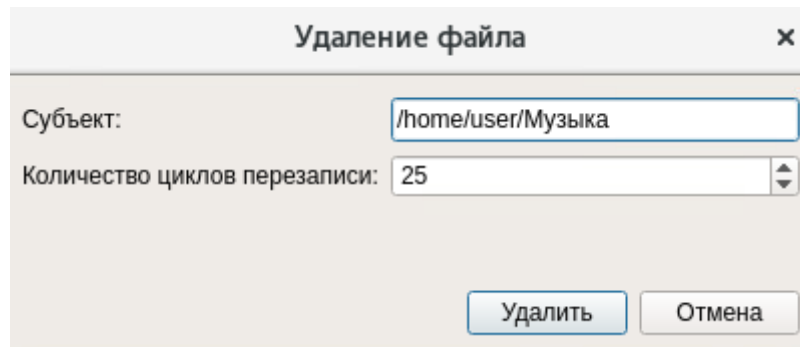 Удаление файла
Субъект: /home/user/Музыка
Количество циклов перезаписи: 25
Удалить Отмена